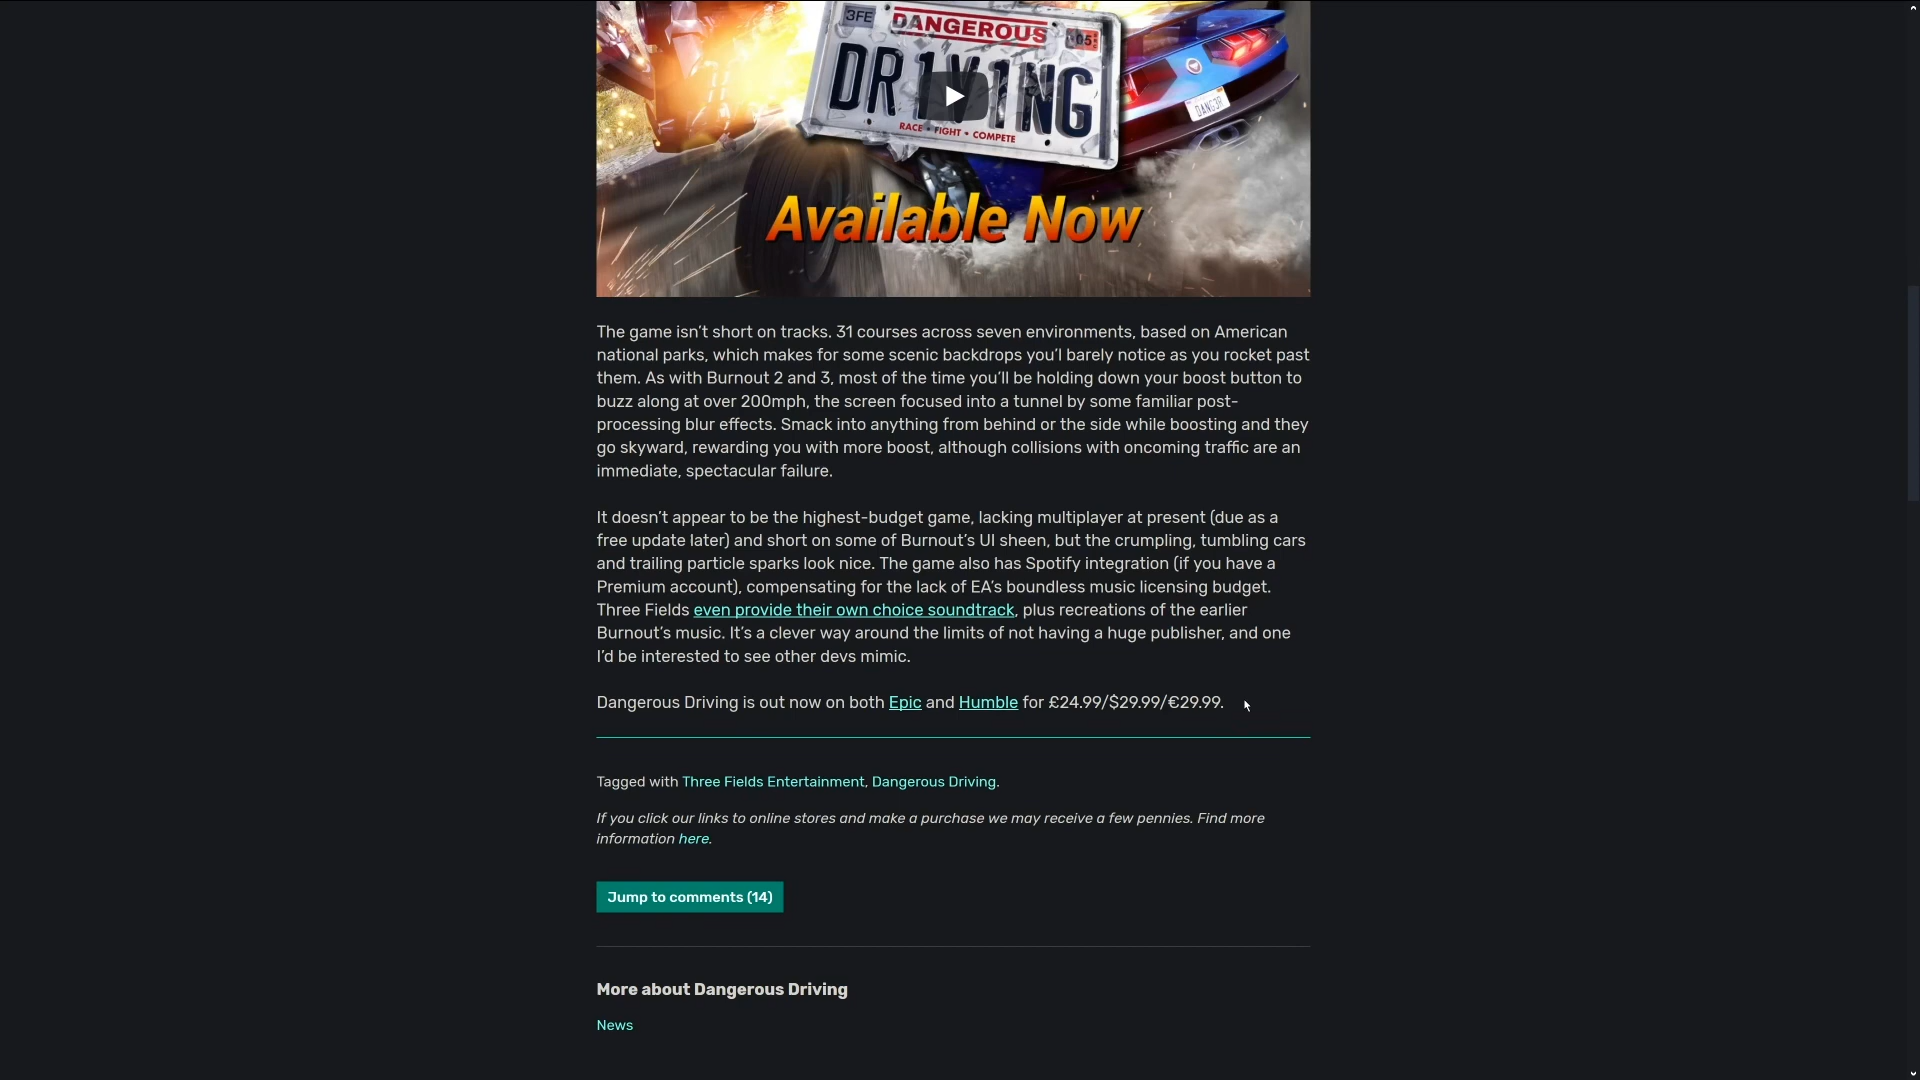 3FE
DANGEROUS
05
DR1V1NG
RACE • FIGHT • COMPETE
DANG3R
Available Now
The game isn’t short on tracks. 31 courses across seven environments, based on American
national parks, which makes for some scenic backdrops you’l barely notice as you rocket past
them. As with Burnout 2 and 3, most of the time you’ll be holding down your boost button to
buzz along at over 200mph, the screen focused into a tunnel by some familiar post-
processing blur effects. Smack into anything from behind or the side while boosting and they
go skyward, rewarding you with more boost, although collisions with oncoming traffic are an
immediate, spectacular failure.
It doesn’t appear to be the highest-budget game, lacking multiplayer at present (due as a
free update later) and short on some of Burnout’s UI sheen, but the crumpling, tumbling cars
and trailing particle sparks look nice. The game also has Spotify integration (if you have a
Premium account), compensating for the lack of EA’s boundless music licensing budget.
Three Fields even provide their own choice soundtrack, plus recreations of the earlier
Burnout’s music. It’s a clever way around the limits of not having a huge publisher, and one
I’d be interested to see other devs mimic.
Dangerous Driving is out now on both Epic and Humble for £24.99/$29.99/€29.99.
Tagged with Three Fields Entertainment, Dangerous Driving.
If you click our links to online stores and make a purchase we may receive a few pennies. Find more
information here.
Jump to comments (14)
More about Dangerous Driving
News